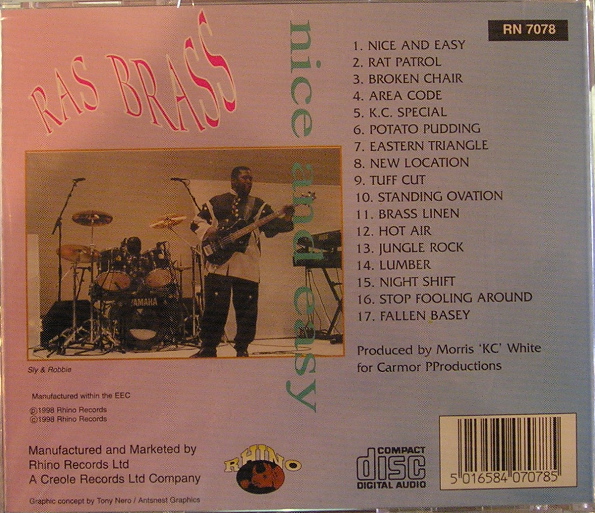 RAS BRASS
nice and easy
RN 7078
1. NICE AND EASY
2. RAT PATROL
3. BROKEN CHAIR
4. AREA CODE
5. K.C. SPECIAL
6. POTATO PUDDING
7. EASTERN TRIANGLE
8. NEW LOCATION
9. TUFF CUT
10. STANDING OVATION
11. BRASS LINEN
12. HOT AIR
13. JUNGLE ROCK
14. LUMBER
15. NIGHT SHIFT
16. STOP FOOLING AROUND
17. FALLEN BASEY
Produced by Morris 'KC' White
for Carmor PProductions
YAMAHA
Sly & Robbie
Manufactured within the EEC
℗1998 Rhino Records
©1998 Rhino Records
Manufactured and Marketed by
Rhino Records Ltd
A Creole Records Ltd Company
Graphic concept by Tony Nero / Antsnest Graphics
RHINO
COMPACT
disc
DIGITAL AUDIO
5 016584 070785